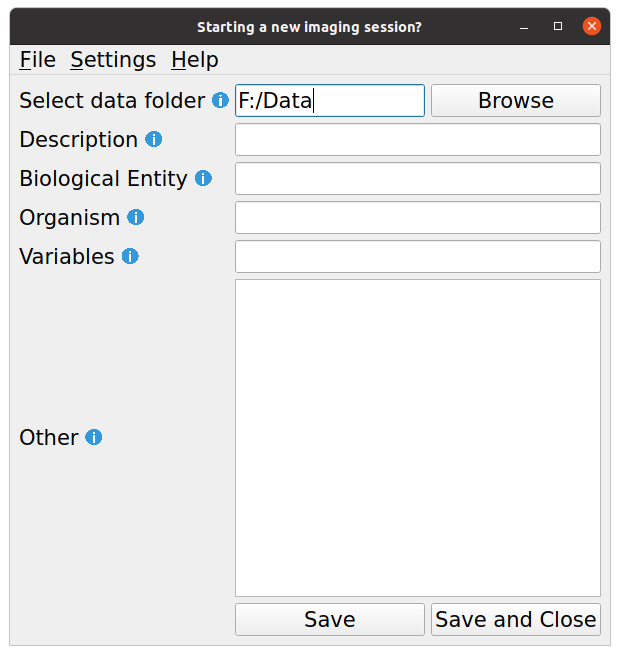 Starting a new imaging session?
File Settings Help
Select data folder F:/Data Browse
Description
Biological Entity
Organism
Variables
Other
Save Save and Close